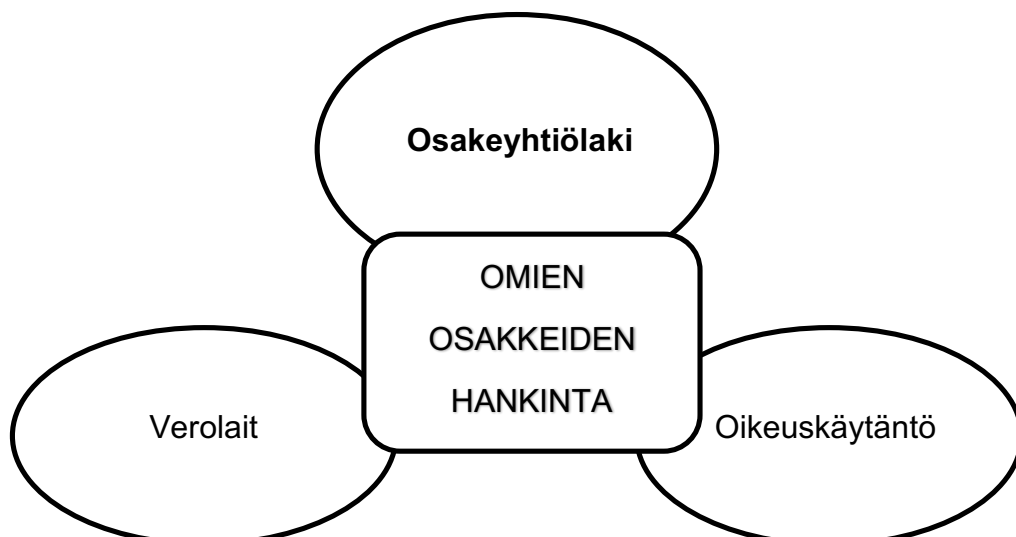 Osakeyhtiölaki
OMIEN
OSAKKEIDEN
HANKINTA
Verolait
Oikeuskäytäntö